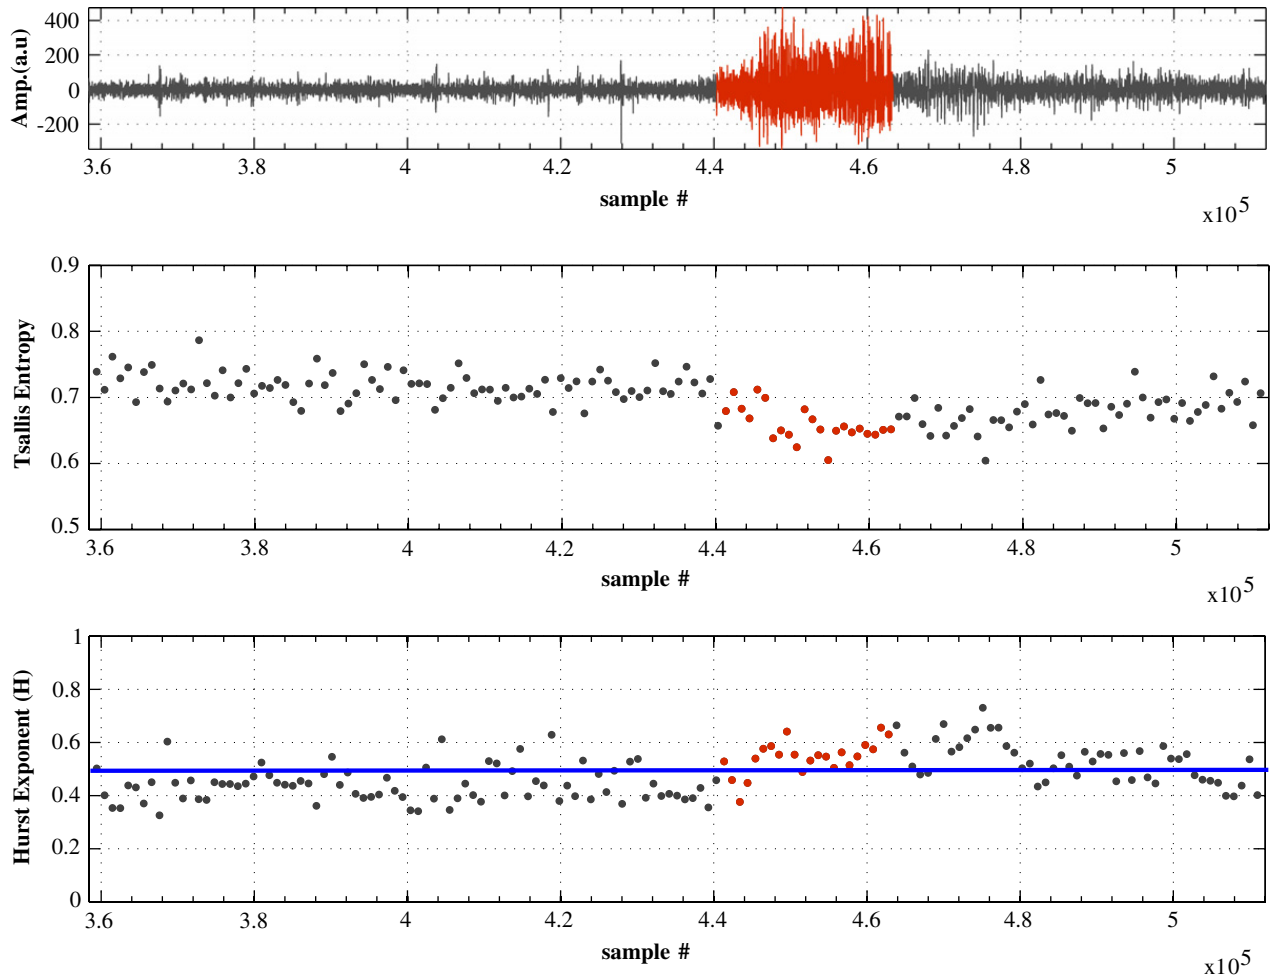 Amp.(a.u)
400
200
0
-200
3.6 3.8 4 4.2 4.4 4.6 4.8 5
sample #
x10^5
Tsallis Entropy
0.9
0.8
0.7
0.6
0.5
3.6 3.8 4 4.2 4.4 4.6 4.8 5
sample #
x10^5
Hurst Exponent (H)
1
0.8
0.6
0.4
0.2
0
3.6 3.8 4 4.2 4.4 4.6 4.8 5
sample #
x10^5